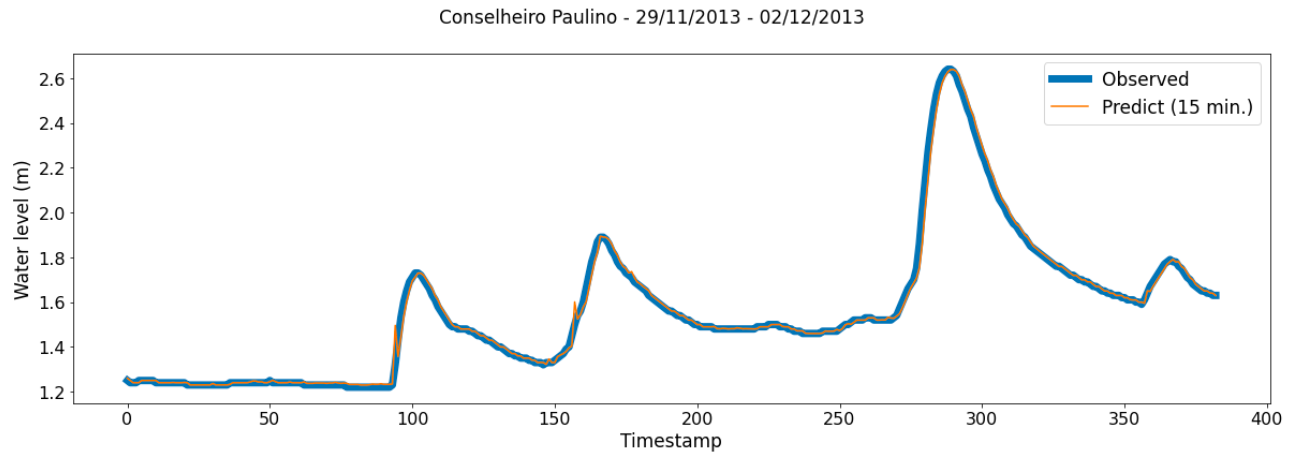 Conselheiro Paulino - 29/11/2013 - 02/12/2013
Observed
Predict (15 min.)
Water level (m)
2.6
2.4
2.2
2.0
1.8
1.6
1.4
1.2
0 50 100 150 200 250 300 350 400
Timestamp